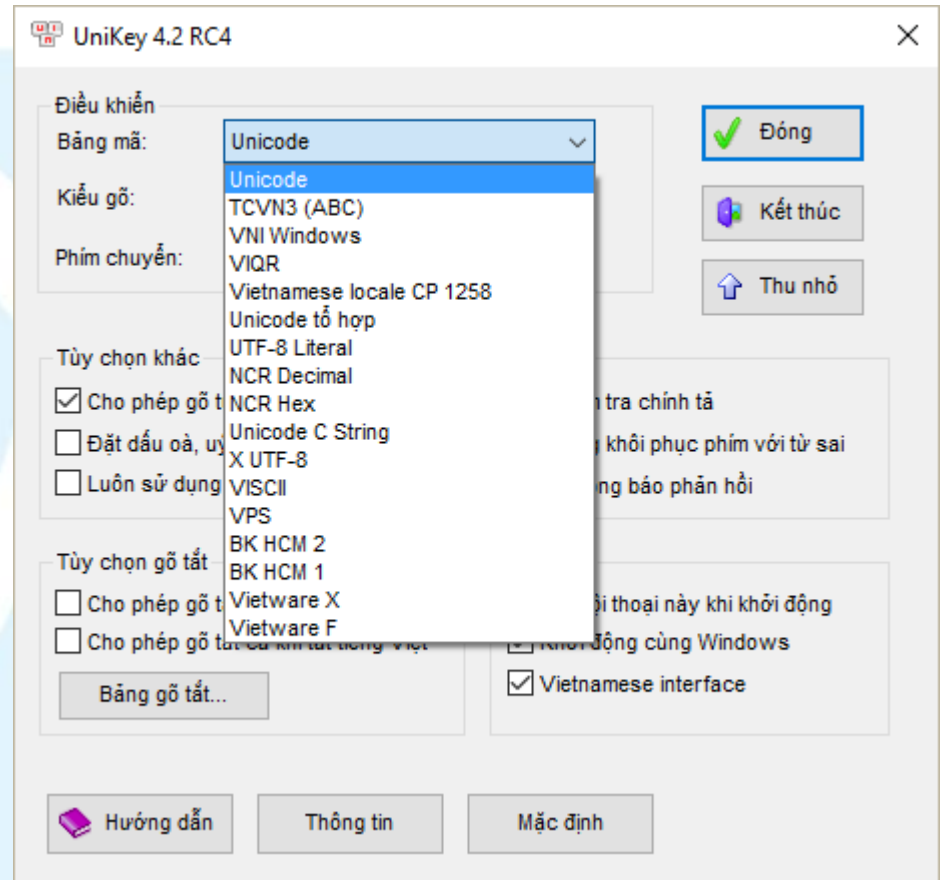 UniKey 4.2 RC4
Điều khiển
Bảng mã: Unicode
Đóng
Unicode
TCVN3 (ABC)
VNI Windows
VIQR
Vietnamese locale CP 1258
Unicode tổ hợp
UTF-8 Literal
NCR Decimal
NCR Hex
Unicode C String
X UTF-8
VISCII
VPS
BK HCM 2
BK HCM 1
Vietware X
Vietware F
Kiểu gõ:
Kết thúc
Phím chuyển:
Thu nhỏ
Tùy chọn khác
Cho phép gõ
tra chính tả
Đặt dấu oà,
khôi phục phím với từ sai
Luôn sử dụng
báo phản hồi
Tùy chọn gõ tắt
Cho phép gõ
thoại này khi khởi động
Cho phép gõ tắt cả khi tắt tiếng Việt
Khởi động cùng Windows
Bảng gõ tắt...
Vietnamese interface
Hướng dẫn
Thông tin
Mặc định